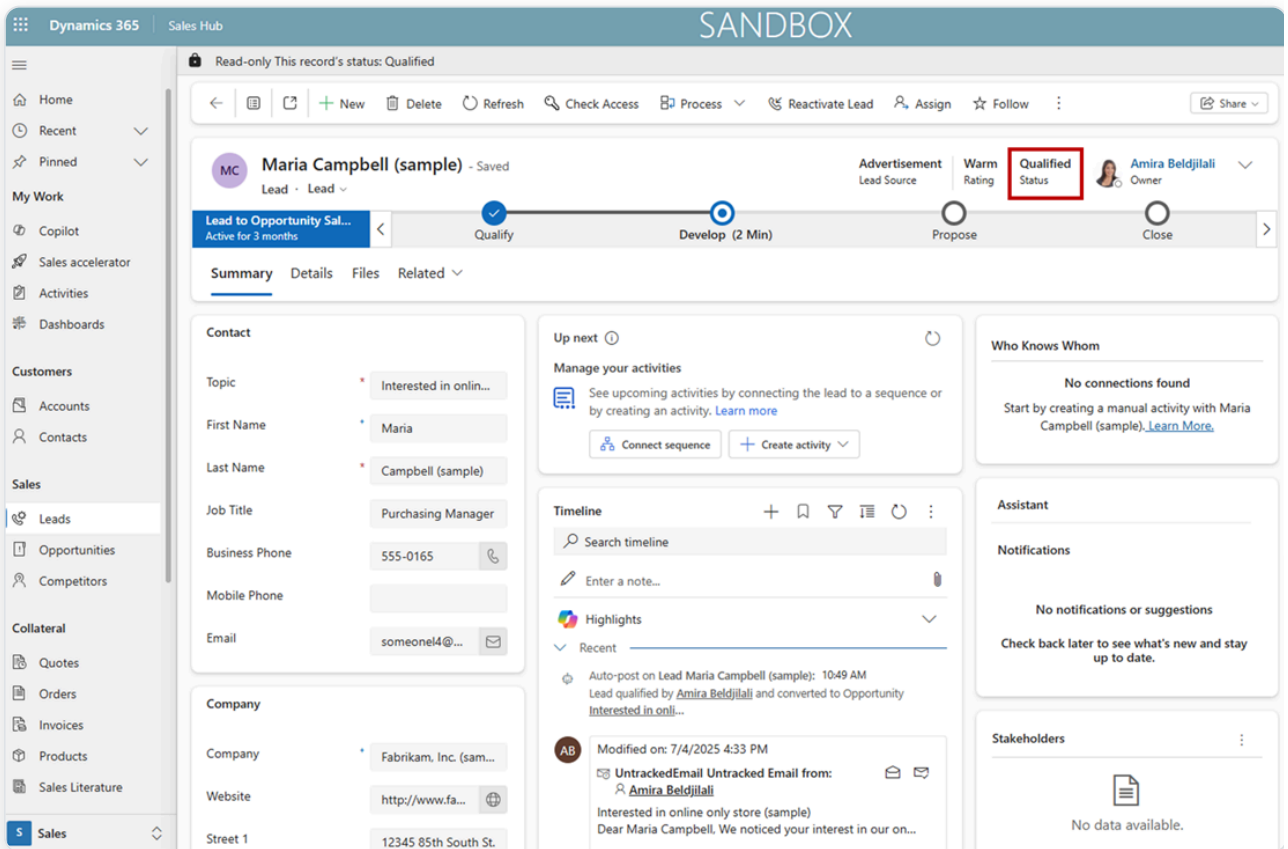 Dynamics 365 Sales Hub SANDBOX
Read-only This record's status: Qualified
Home
Recent
Pinned
My Work
Copilot
Sales accelerator
Activities
Dashboards
Customers
Accounts
Contacts
Sales
Leads
Opportunities
Competitors
Collateral
Quotes
Orders
Invoices
Products
Sales Literature
S Sales
New Delete Refresh Check Access Process Reactivate Lead Assign Follow Share
MC Maria Campbell (sample) - Saved
Lead · Lead
Advertisement
Lead Source
Warm
Rating
Qualified
Status
Amira Beldjilali
Owner
Lead to Opportunity Sal...
Active for 3 months
Qualify Develop (2 Min) Propose Close
Summary Details Files Related
Contact
Topic * Interested in onlin...
First Name * Maria
Last Name * Campbell (sample)
Job Title Purchasing Manager
Business Phone 555-0165
Mobile Phone
Email someonel4@...
Company
Company * Fabrikam, Inc. (sam...
Website http://www.fa...
Street 1 12345 85th South St.
Up next
Manage your activities
See upcoming activities by connecting the lead to a sequence or
by creating an activity. Learn more
Connect sequence Create activity
Timeline
Search timeline
Enter a note...
Highlights
Recent
Auto-post on Lead Maria Campbell (sample): 10:49 AM
Lead qualified by Amira Beldjilali and converted to Opportunity
Interested in onli...
AB Modified on: 7/4/2025 4:33 PM
UntrackedEmail Untracked Email from:
Amira Beldjilali
Interested in online only store (sample)
Dear Maria Campbell, We noticed your interest in our on...
Who Knows Whom
No connections found
Start by creating a manual activity with Maria
Campbell (sample). Learn More.
Assistant
Notifications
No notifications or suggestions
Check back later to see what's new and stay
up to date.
Stakeholders
No data available.